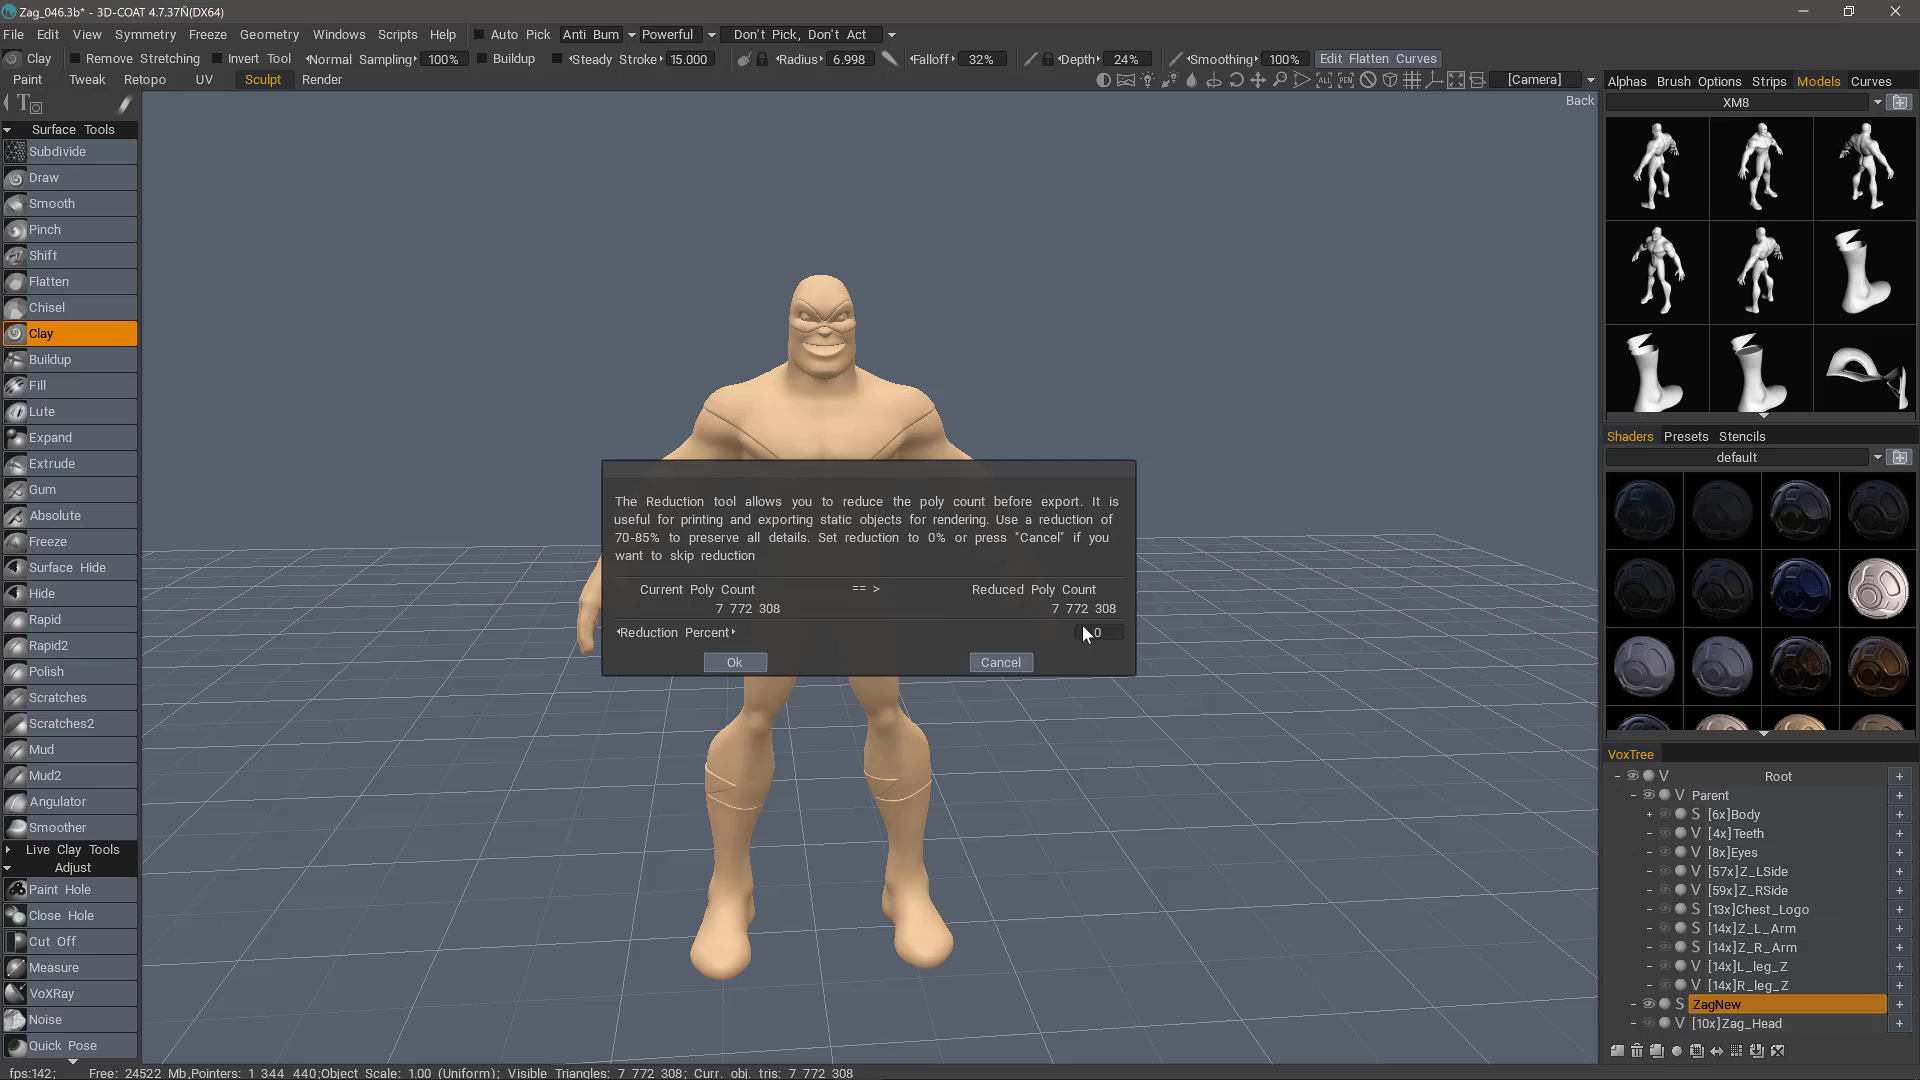 Zag_046.3b* - 3D-COAT 4.7.37Ñ(DX64)
File Edit View Symmetry Freeze Geometry Windows Scripts Help Auto Pick Anti Bum Powerful Don't Pick, Don't Act
Clay Remove Stretching Invert Tool Normal Sampling 100% Buildup Steady Stroke 15.000 Radius 6.998 Falloff 32% Depth 24% Smoothing 100% Edit Flatten Curves
Paint Tweak Retopo UV Sculpt Render [Camera]
Alphas Brush Options Strips Models Curves
Back
XM8
Surface Tools
Subdivide
Draw
Smooth
Pinch
Shift
Flatten
Chisel
Clay
Buildup
Fill
Lute
Expand
Extrude
Gum
Absolute
Freeze
Surface Hide
Hide
Rapid
Rapid2
Polish
Scratches
Scratches2
Mud
Mud2
Angulator
Smoother
Live Clay Tools
Adjust
Paint Hole
Close Hole
Cut Off
Measure
VoXRay
Noise
Quick Pose
The Reduction tool allows you to reduce the poly count before export. It is
useful for printing and exporting static objects for rendering. Use a reduction of
70-85% to preserve all details. Set reduction to 0% or press "Cancel" if you
want to skip reduction
Current Poly Count == > Reduced Poly Count
7 772 308 7 772 308
Reduction Percent 0
Ok Cancel
Shaders Presets Stencils
default
VoxTree
V Root
V Parent
S [6x]Body
V [4x]Teeth
V [8x]Eyes
V [57x]Z_LSide
V [59x]Z_RSide
S [13x]Chest_Logo
S [14x]Z_L_Arm
S [14x]Z_R_Arm
V [14x]L_leg_Z
V [14x]R_leg_Z
S ZagNew
V [10x]Zag_Head
fps:142; Free: 24522 Mb,Pointers: 1 344 440;Object Scale: 1.00 (Uniform); Visible Triangles: 7 772 308; Curr. obj. tris: 7 772 308